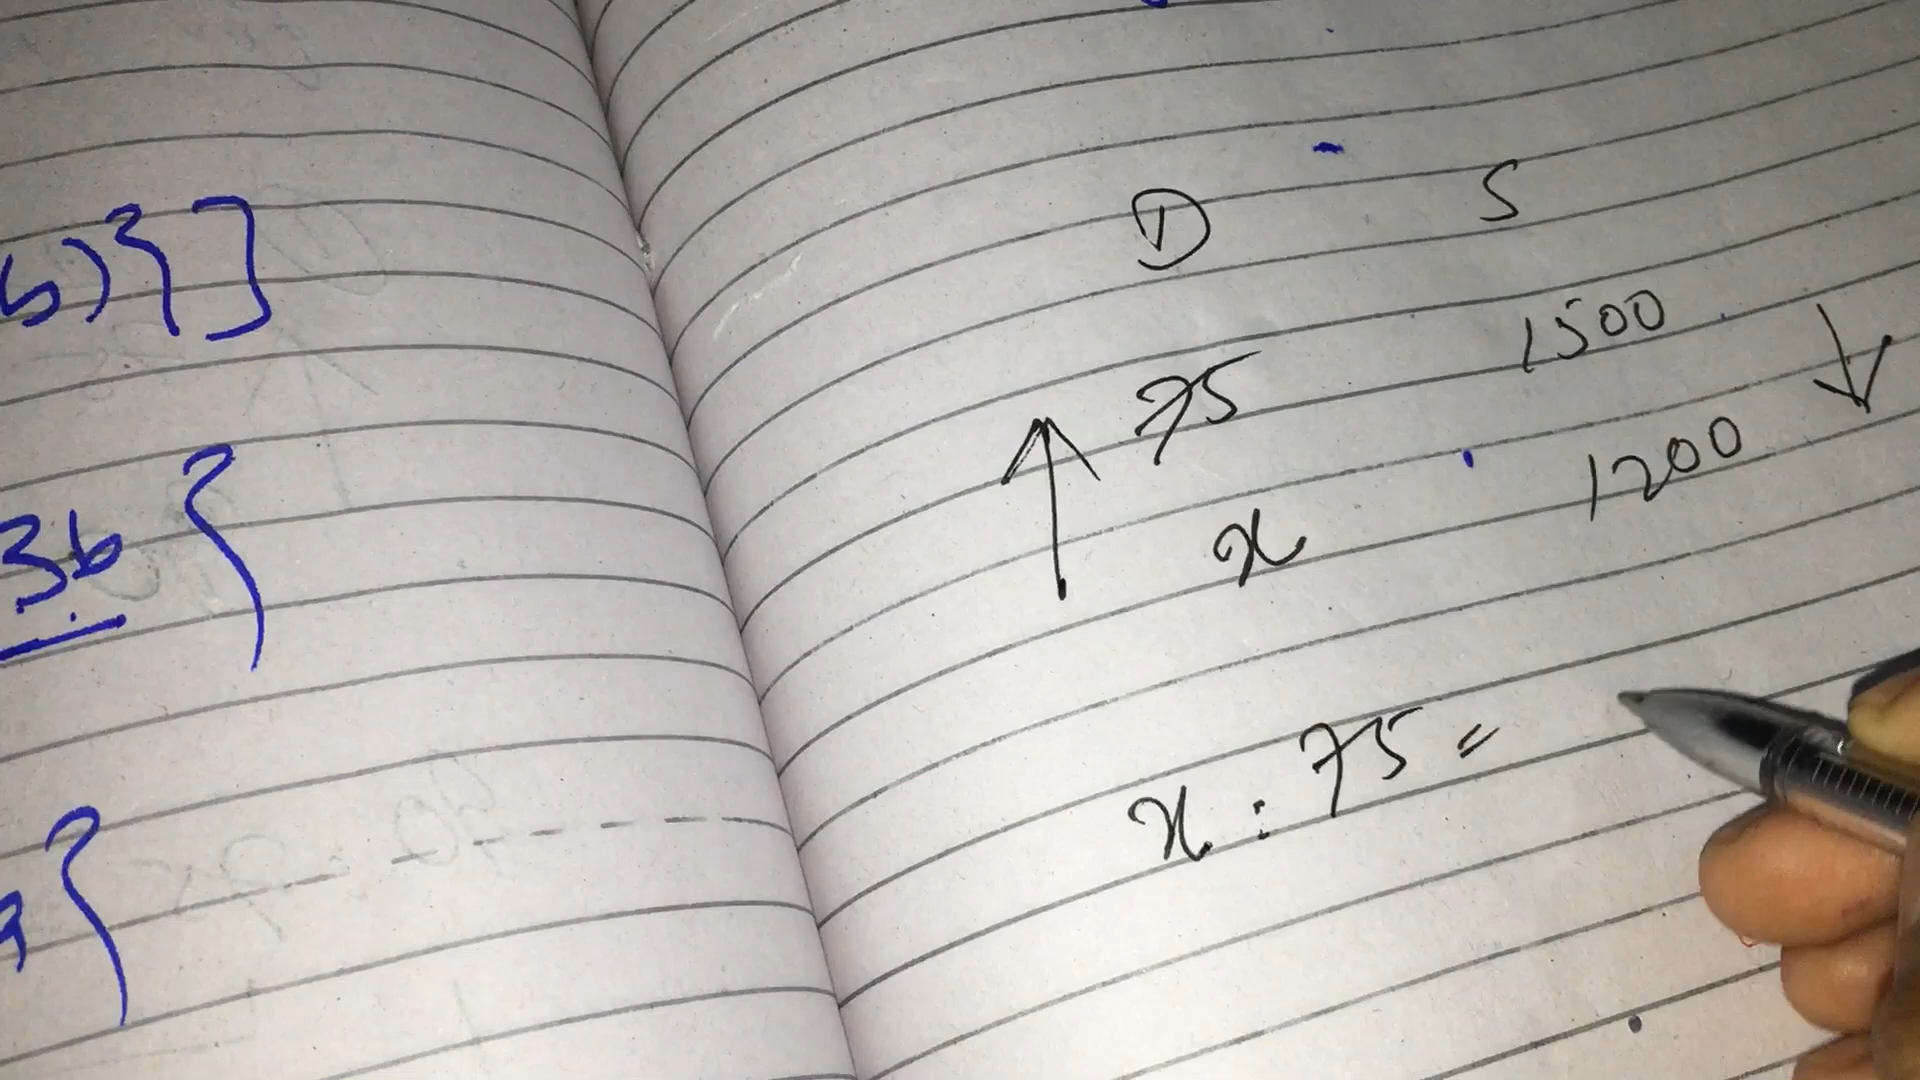 b){}]
3b {
a{
D S
75 1500
x 1200
x : 75 =